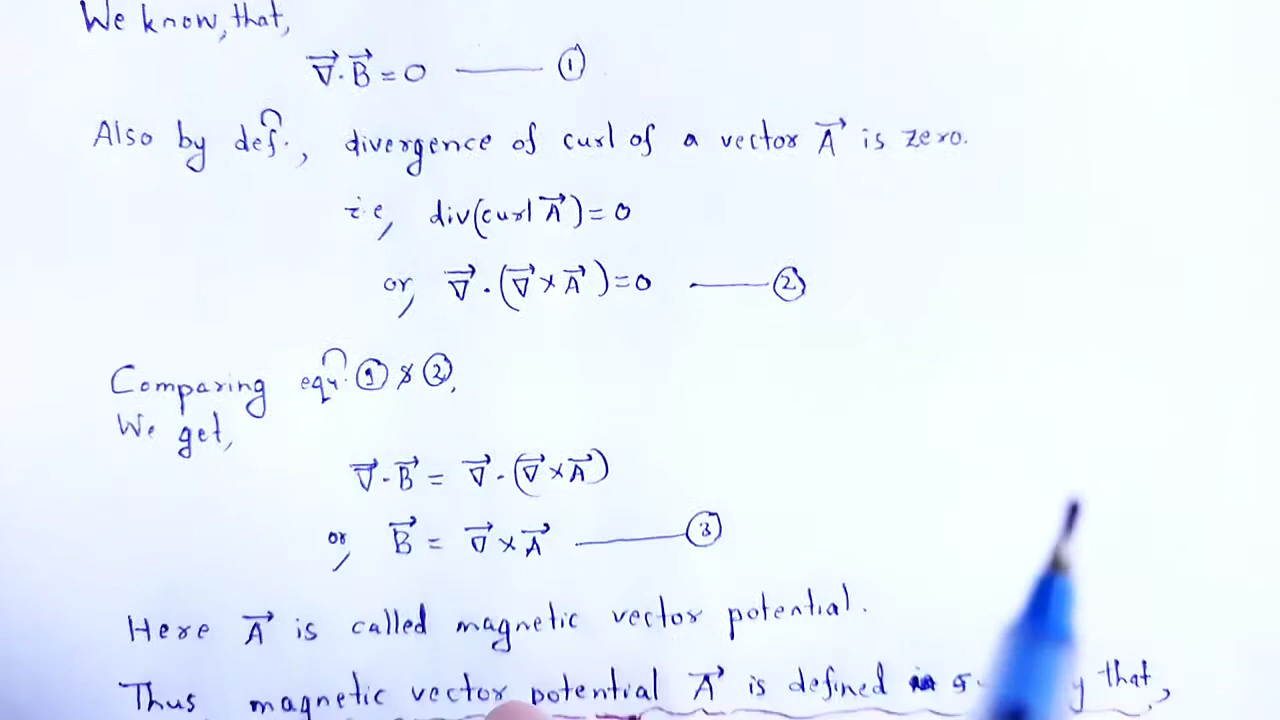 We know, that,
∇⃗·B⃗ = 0 —— ①
Also by defn., divergence of curl of a vector A⃗ is zero.
i.e, div(curl A⃗) = 0
or, ∇⃗·(∇⃗×A⃗) = 0 —— ②
Comparing eqn. ① & ②,
We get,
∇⃗·B⃗ = ∇⃗·(∇⃗×A⃗)
or, B⃗ = ∇⃗×A⃗ —— ③
Here A⃗ is called magnetic vector potential.
Thus magnetic vector potential A⃗ is defined that,